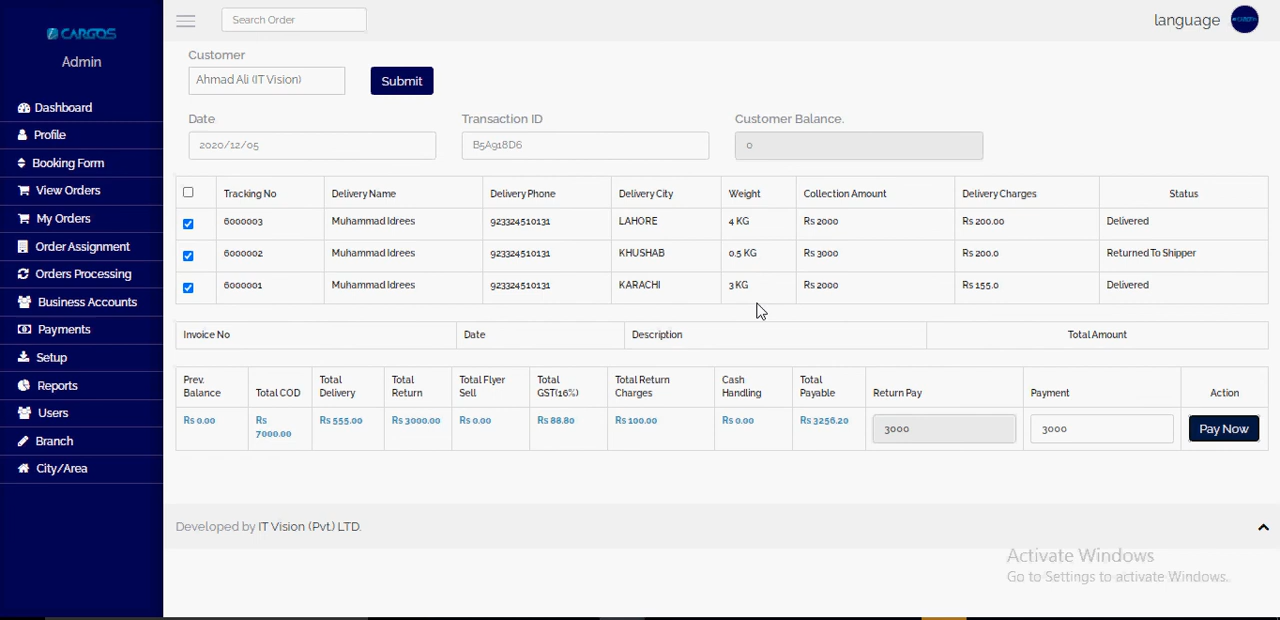 CARGOS
Admin
Dashboard
Profile
Booking Form
View Orders
My Orders
Order Assignment
Orders Processing
Business Accounts
Payments
Setup
Reports
Users
Branch
City/Area
Search Order
language
Customer
Ahmad Ali (IT Vision)
Submit
Date
Transaction ID
Customer Balance.
2020/12/05
B5A918D6
0
Tracking No Delivery Name Delivery Phone Delivery City Weight Collection Amount Delivery Charges Status
6000003 Muhammad Idrees 923324510131 LAHORE 4 KG Rs 2000 Rs 200.00 Delivered
6000002 Muhammad Idrees 923324510131 KHUSHAB 0.5 KG Rs 3000 Rs 200.0 Returned To Shipper
6000001 Muhammad Idrees 923324510131 KARACHI 3 KG Rs 2000 Rs 155.0 Delivered
Invoice No Date Description Total Amount
Prev. Balance Total COD Total Delivery Total Return Total Flyer Sell Total GST(16%) Total Return Charges Cash Handling Total Payable Return Pay Payment Action
Rs 0.00 Rs 7000.00 Rs 555.00 Rs 3000.00 Rs 0.00 Rs 88.80 Rs 100.00 Rs 0.00 Rs 3256.20 3000 3000 Pay Now
Developed by IT Vision (Pvt.) LTD.
Activate Windows
Go to Settings to activate Windows.